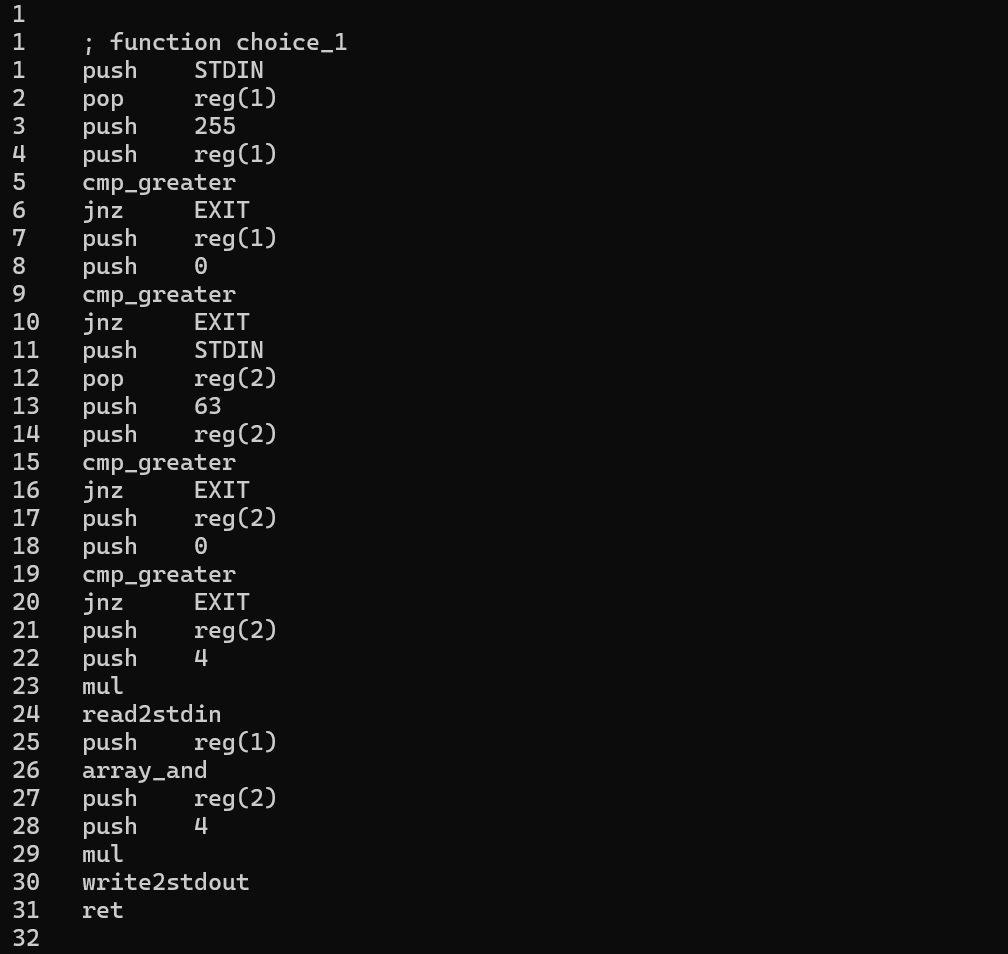 1
1 ; function choice_1
1 push STDIN
2 pop reg(1)
3 push 255
4 push reg(1)
5 cmp_greater
6 jnz EXIT
7 push reg(1)
8 push 0
9 cmp_greater
10 jnz EXIT
11 push STDIN
12 pop reg(2)
13 push 63
14 push reg(2)
15 cmp_greater
16 jnz EXIT
17 push reg(2)
18 push 0
19 cmp_greater
20 jnz EXIT
21 push reg(2)
22 push 4
23 mul
24 read2stdin
25 push reg(1)
26 array_and
27 push reg(2)
28 push 4
29 mul
30 write2stdout
31 ret
32